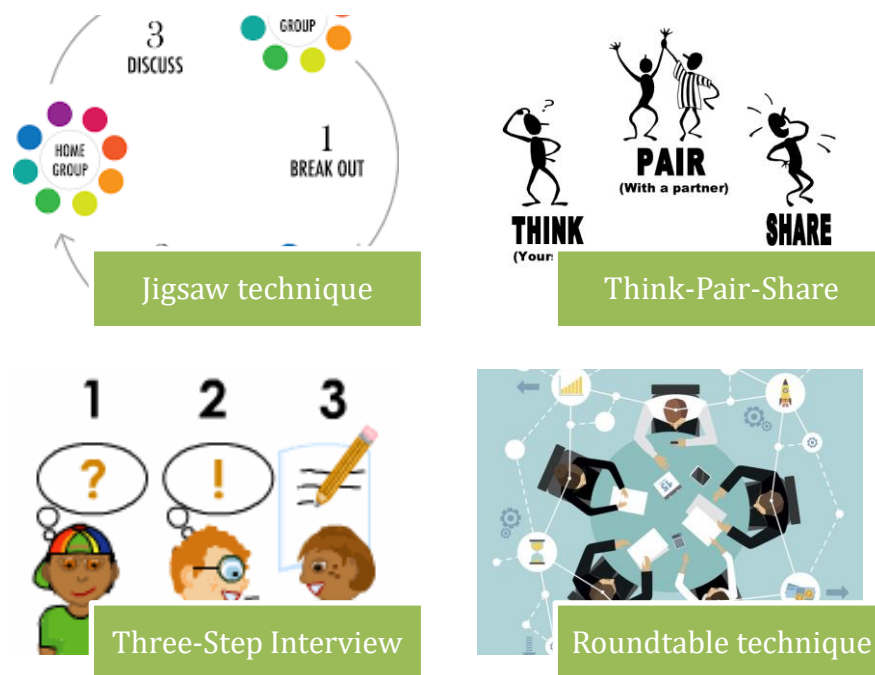 GROUP
3
DISCUSS
1
BREAK OUT
HOME
GROUP
Jigsaw technique
?
PAIR
(With a partner)
THINK
SHARE
Think-Pair-Share
1 2 3
? !
Three-Step Interview
15
Roundtable technique